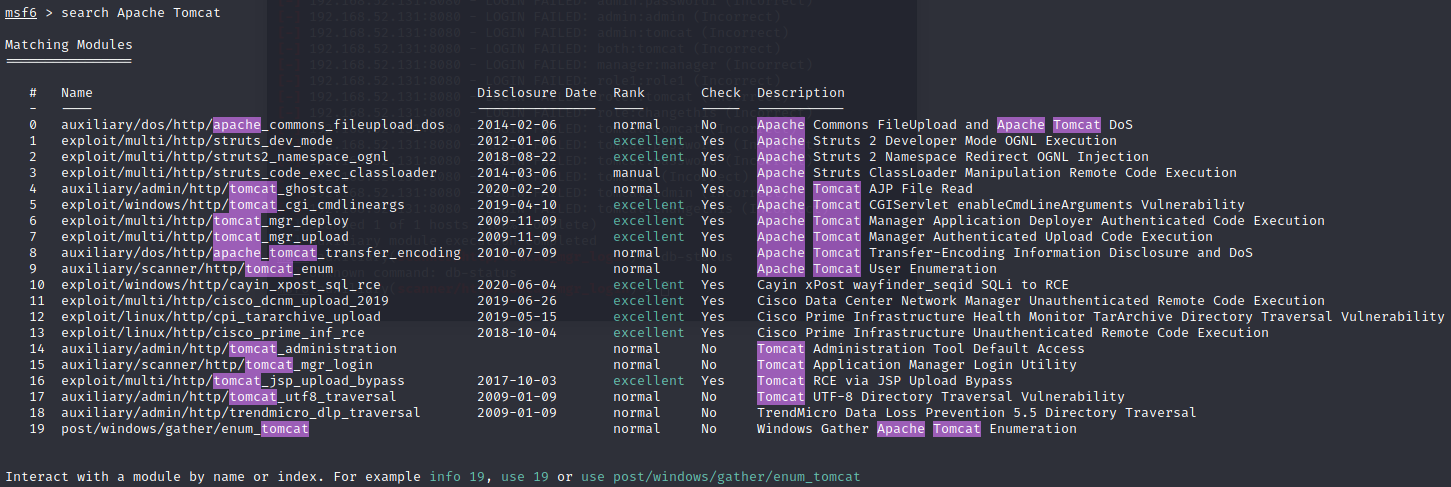 msf6 > search Apache Tomcat
Matching Modules
================
# Name Disclosure Date Rank Check Description
- ---- --------------- ---- ----- -----------
0 auxiliary/dos/http/apache_commons_fileupload_dos 2014-02-06 normal No Apache Commons FileUpload and Apache Tomcat DoS
1 exploit/multi/http/struts_dev_mode 2012-01-06 excellent Yes Apache Struts 2 Developer Mode OGNL Execution
2 exploit/multi/http/struts2_namespace_ognl 2018-08-22 excellent Yes Apache Struts 2 Namespace Redirect OGNL Injection
3 exploit/multi/http/struts_code_exec_classloader 2014-03-06 manual No Apache Struts ClassLoader Manipulation Remote Code Execution
4 auxiliary/admin/http/tomcat_ghostcat 2020-02-20 normal Yes Apache Tomcat AJP File Read
5 exploit/windows/http/tomcat_cgi_cmdlineargs 2019-04-10 excellent Yes Apache Tomcat CGIServlet enableCmdLineArguments Vulnerability
6 exploit/multi/http/tomcat_mgr_deploy 2009-11-09 excellent Yes Apache Tomcat Manager Application Deployer Authenticated Code Execution
7 exploit/multi/http/tomcat_mgr_upload 2009-11-09 excellent Yes Apache Tomcat Manager Authenticated Upload Code Execution
8 auxiliary/dos/http/apache_tomcat_transfer_encoding 2010-07-09 normal No Apache Tomcat Transfer-Encoding Information Disclosure and DoS
9 auxiliary/scanner/http/tomcat_enum normal No Apache Tomcat User Enumeration
10 exploit/windows/http/cayin_xpost_sql_rce 2020-06-04 excellent Yes Cayin xPost wayfinder_seqid SQLi to RCE
11 exploit/multi/http/cisco_dcnm_upload_2019 2019-06-26 excellent Yes Cisco Data Center Network Manager Unauthenticated Remote Code Execution
12 exploit/linux/http/cpi_tararchive_upload 2019-05-15 excellent Yes Cisco Prime Infrastructure Health Monitor TarArchive Directory Traversal Vulnerability
13 exploit/linux/http/cisco_prime_inf_rce 2018-10-04 excellent Yes Cisco Prime Infrastructure Unauthenticated Remote Code Execution
14 auxiliary/admin/http/tomcat_administration normal No Tomcat Administration Tool Default Access
15 auxiliary/scanner/http/tomcat_mgr_login normal No Tomcat Application Manager Login Utility
16 exploit/multi/http/tomcat_jsp_upload_bypass 2017-10-03 excellent Yes Tomcat RCE via JSP Upload Bypass
17 auxiliary/admin/http/tomcat_utf8_traversal 2009-01-09 normal No Tomcat UTF-8 Directory Traversal Vulnerability
18 auxiliary/admin/http/trendmicro_dlp_traversal 2009-01-09 normal No TrendMicro Data Loss Prevention 5.5 Directory Traversal
19 post/windows/gather/enum_tomcat normal No Windows Gather Apache Tomcat Enumeration
Interact with a module by name or index. For example info 19, use 19 or use post/windows/gather/enum_tomcat